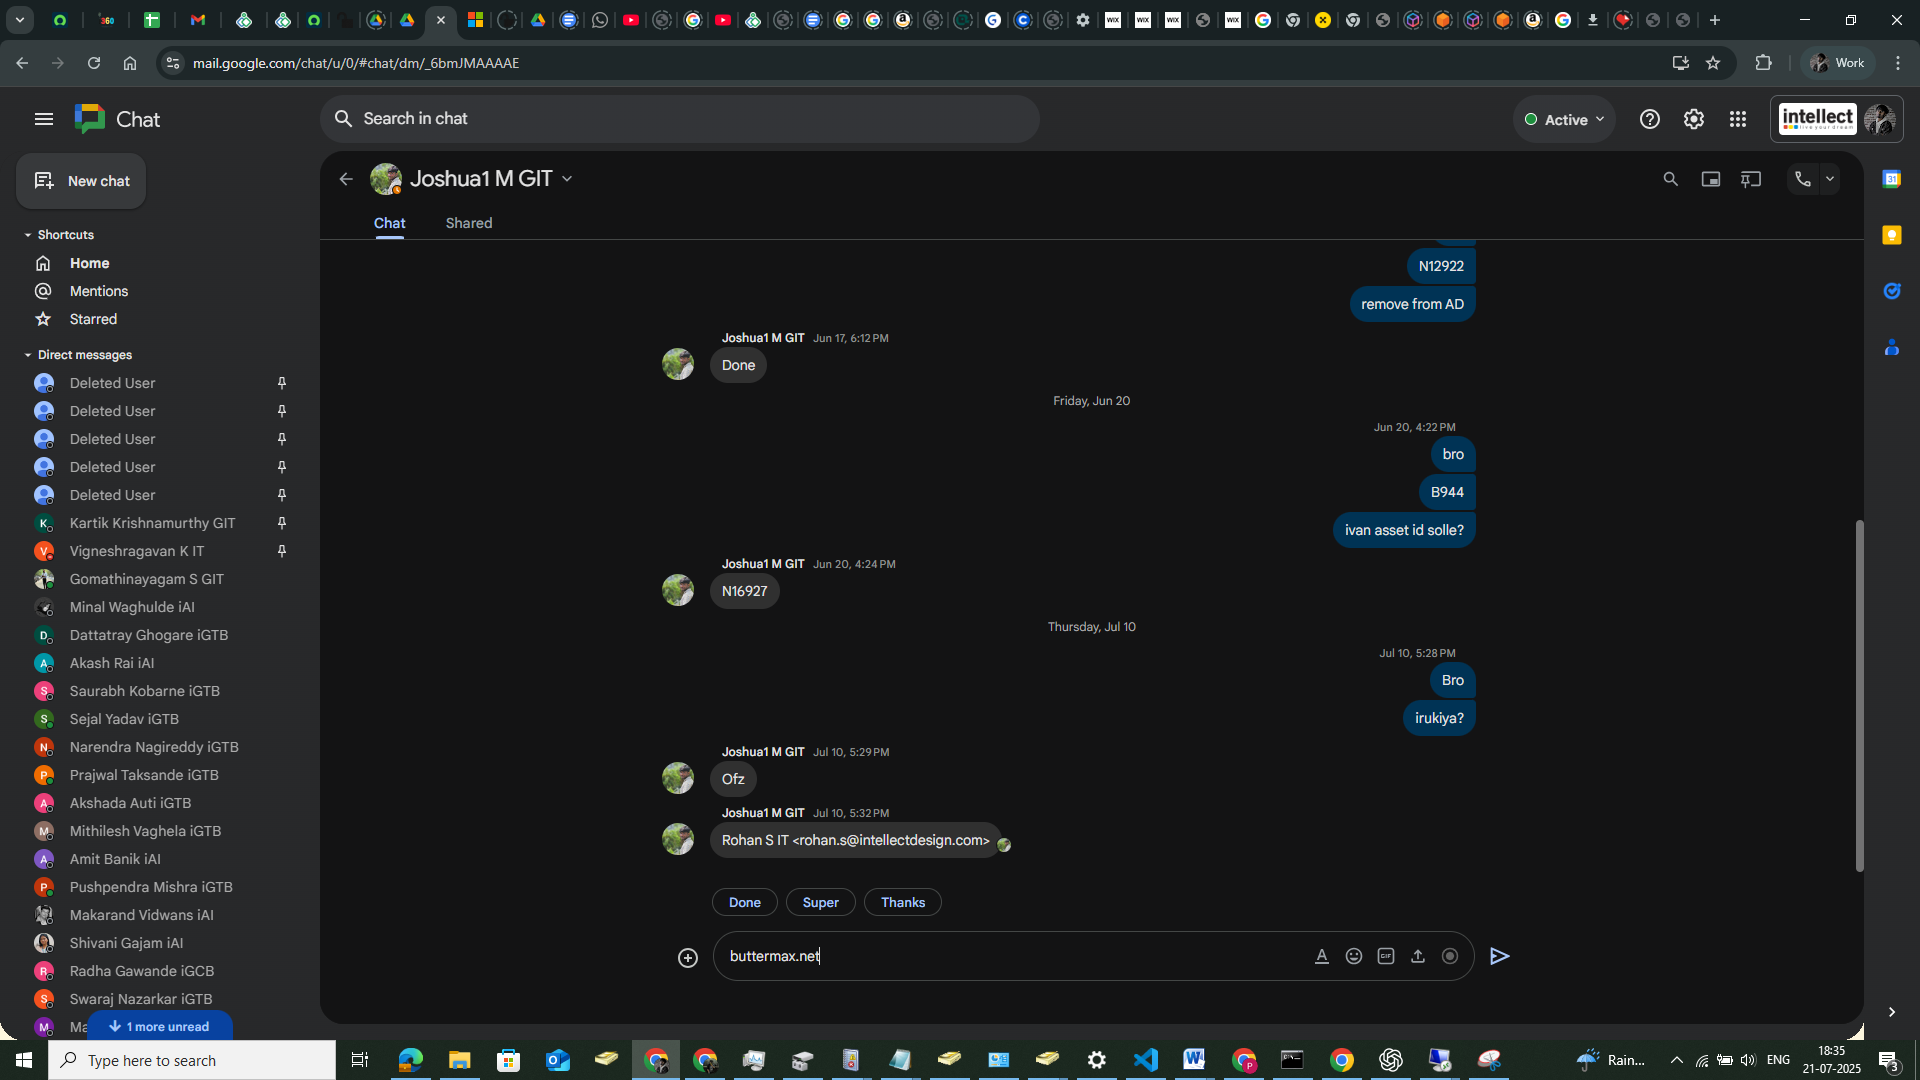 mail.google.com/chat/u/0/#chat/dm/_6bmJMAAAAE
Work
Chat
Search in chat
Active
intellect
New chat
Joshua1 M GIT
Chat
Shared
Shortcuts
Home
Mentions
Starred
Direct messages
Deleted User
Deleted User
Deleted User
Deleted User
Deleted User
Kartik Krishnamurthy GIT
Vigneshragavan K IT
Gomathinayagam S GIT
Minal Waghulde iAI
Dattatray Ghogare iGTB
Akash Rai iAI
Saurabh Kobarne iGTB
Sejal Yadav iGTB
Narendra Nagireddy iGTB
Prajwal Taksande iGTB
Akshada Auti iGTB
Mithilesh Vaghela iGTB
Amit Banik iAI
Pushpendra Mishra iGTB
Makarand Vidwans iAI
Shivani Gajam iAI
Radha Gawande iGCB
Swaraj Nazarkar iGTB
1 more unread
N12922
remove from AD
Joshua1 M GIT Jun 17, 6:12 PM
Done
Friday, Jun 20
Jun 20, 4:22 PM
bro
B944
ivan asset id solle?
Joshua1 M GIT Jun 20, 4:24 PM
N16927
Thursday, Jul 10
Jul 10, 5:28 PM
Bro
irukiya?
Joshua1 M GIT Jul 10, 5:29 PM
Ofz
Joshua1 M GIT Jul 10, 5:32 PM
Rohan S IT <rohan.s@intellectdesign.com>
Done
Super
Thanks
buttermax.net
Type here to search
Rain...
ENG
18:35
21-07-2025
3